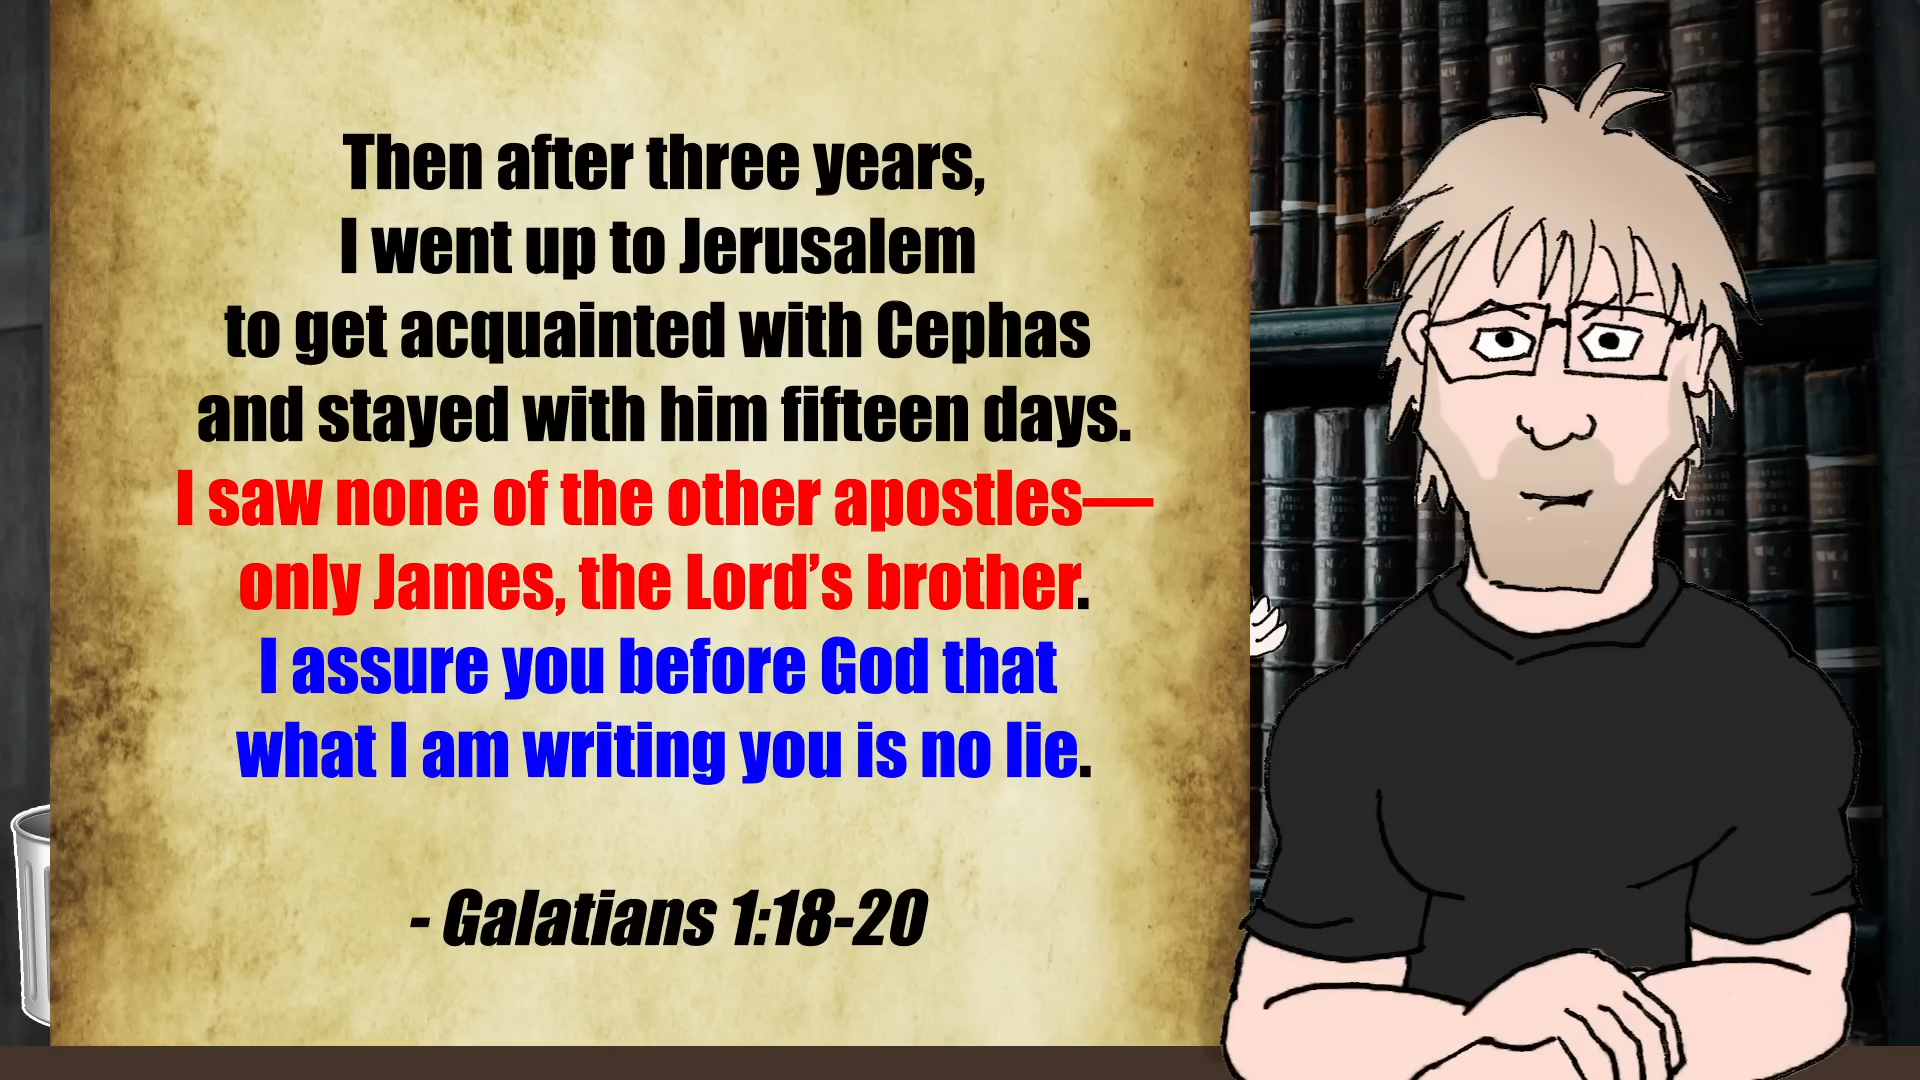 Then after three years,
I went up to Jerusalem
to get acquainted with Cephas
and stayed with him fifteen days.
I saw none of the other apostles—
only James, the Lord’s brother.
I assure you before God that
what I am writing you is no lie.
- Galatians 1:18-20